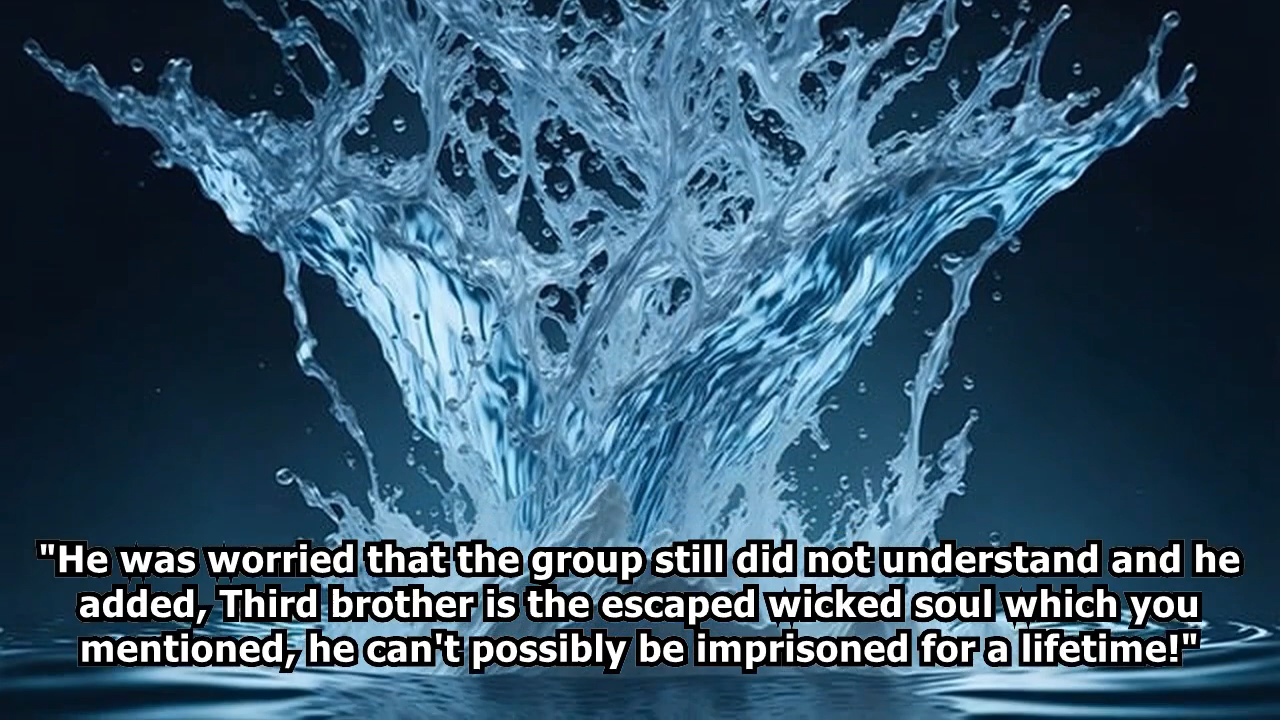 "He was worried that the group still did not understand and he
added, Third brother is the escaped wicked soul which you
mentioned, he can't possibly be imprisoned for a lifetime!"